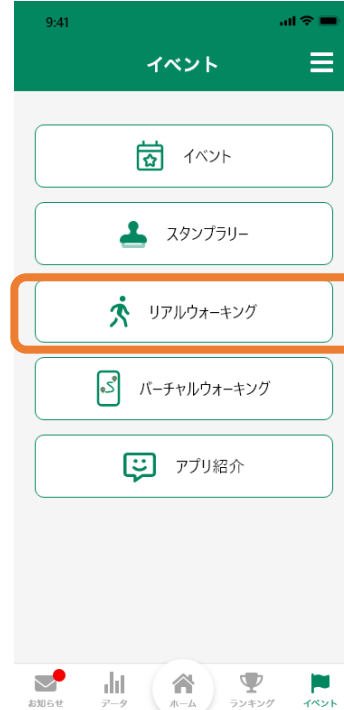 9:41
イベント
イベント
スタンプラリー
リアルウォーキング
バーチャルウォーキング
アプリ紹介
お知らせ データ ホーム ランキング イベント